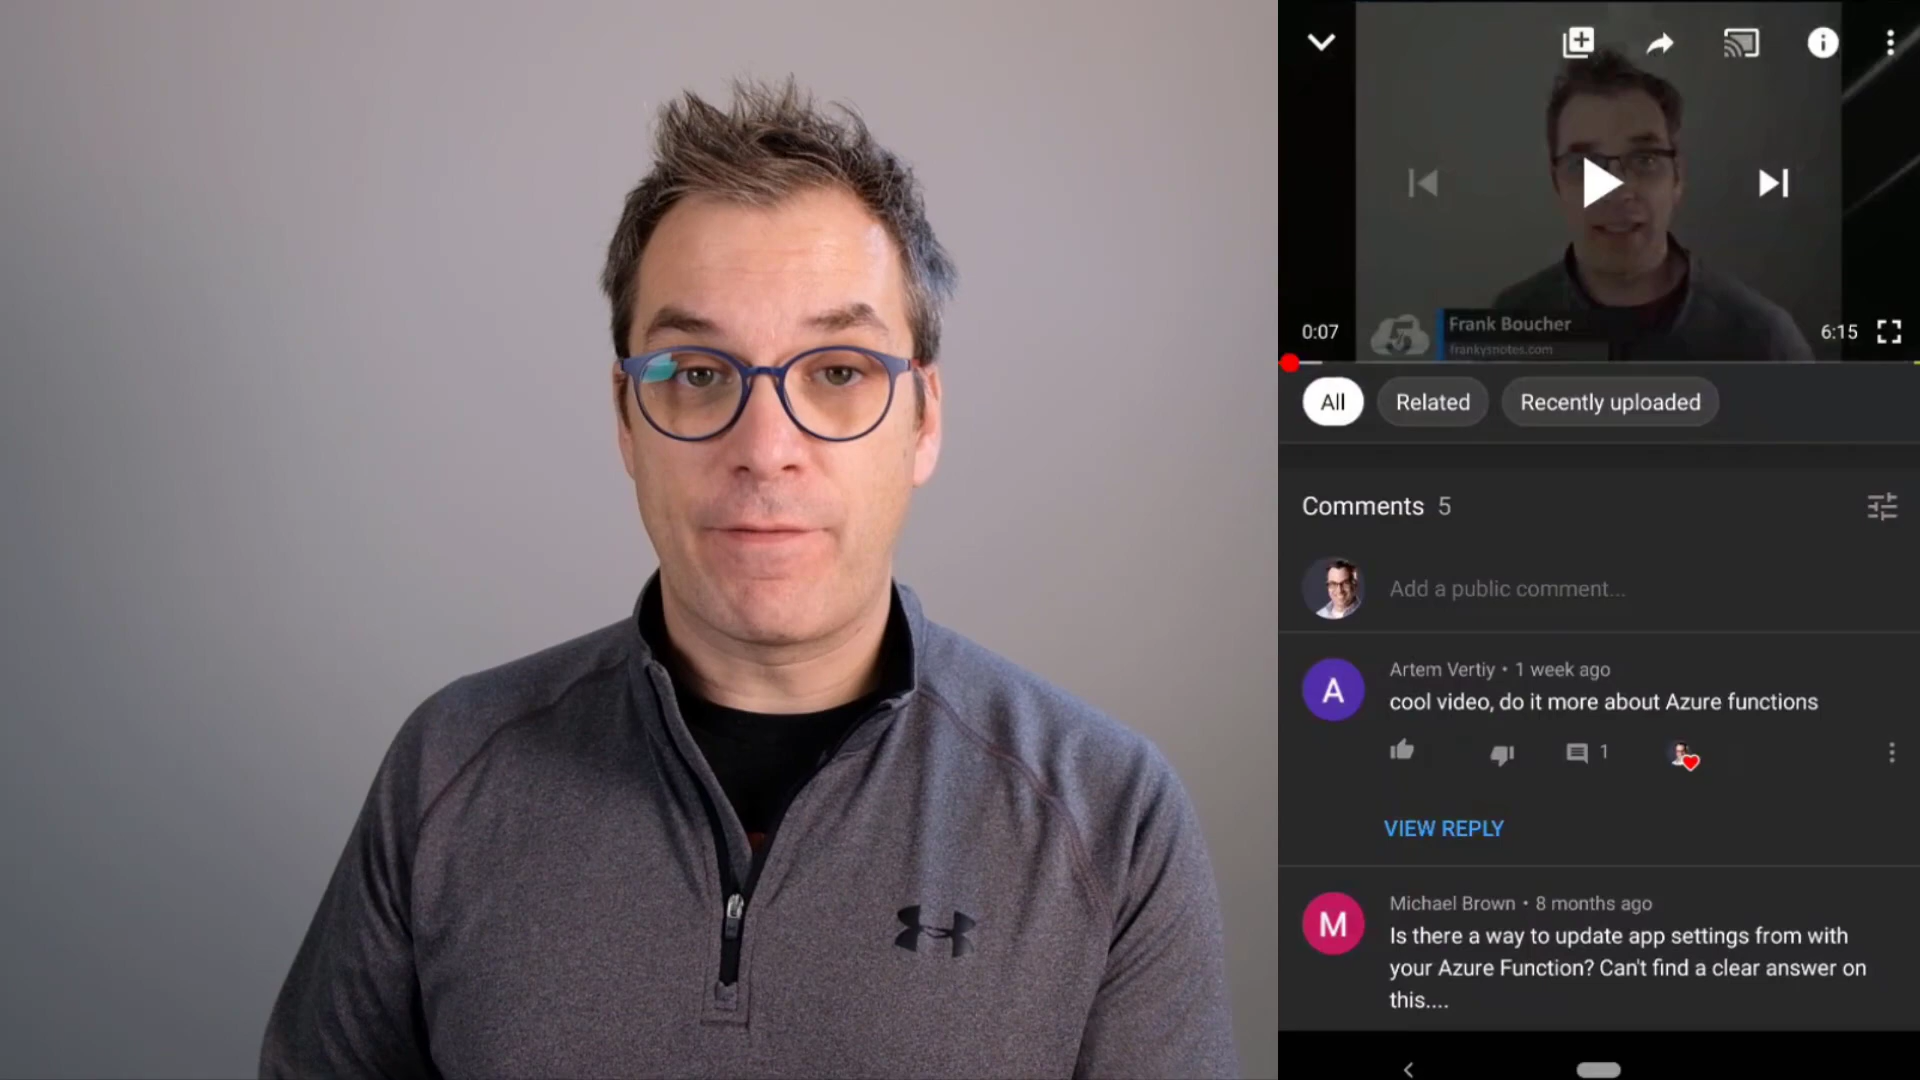 0:07
Frank Boucher
frankysnotes.com
6:15
All
Related
Recently uploaded
Comments 5
Add a public comment...
A
Artem Vertiy • 1 week ago
cool video, do it more about Azure functions
1
VIEW REPLY
M
Michael Brown • 8 months ago
Is there a way to update app settings from with
your Azure Function? Can't find a clear answer on
this....